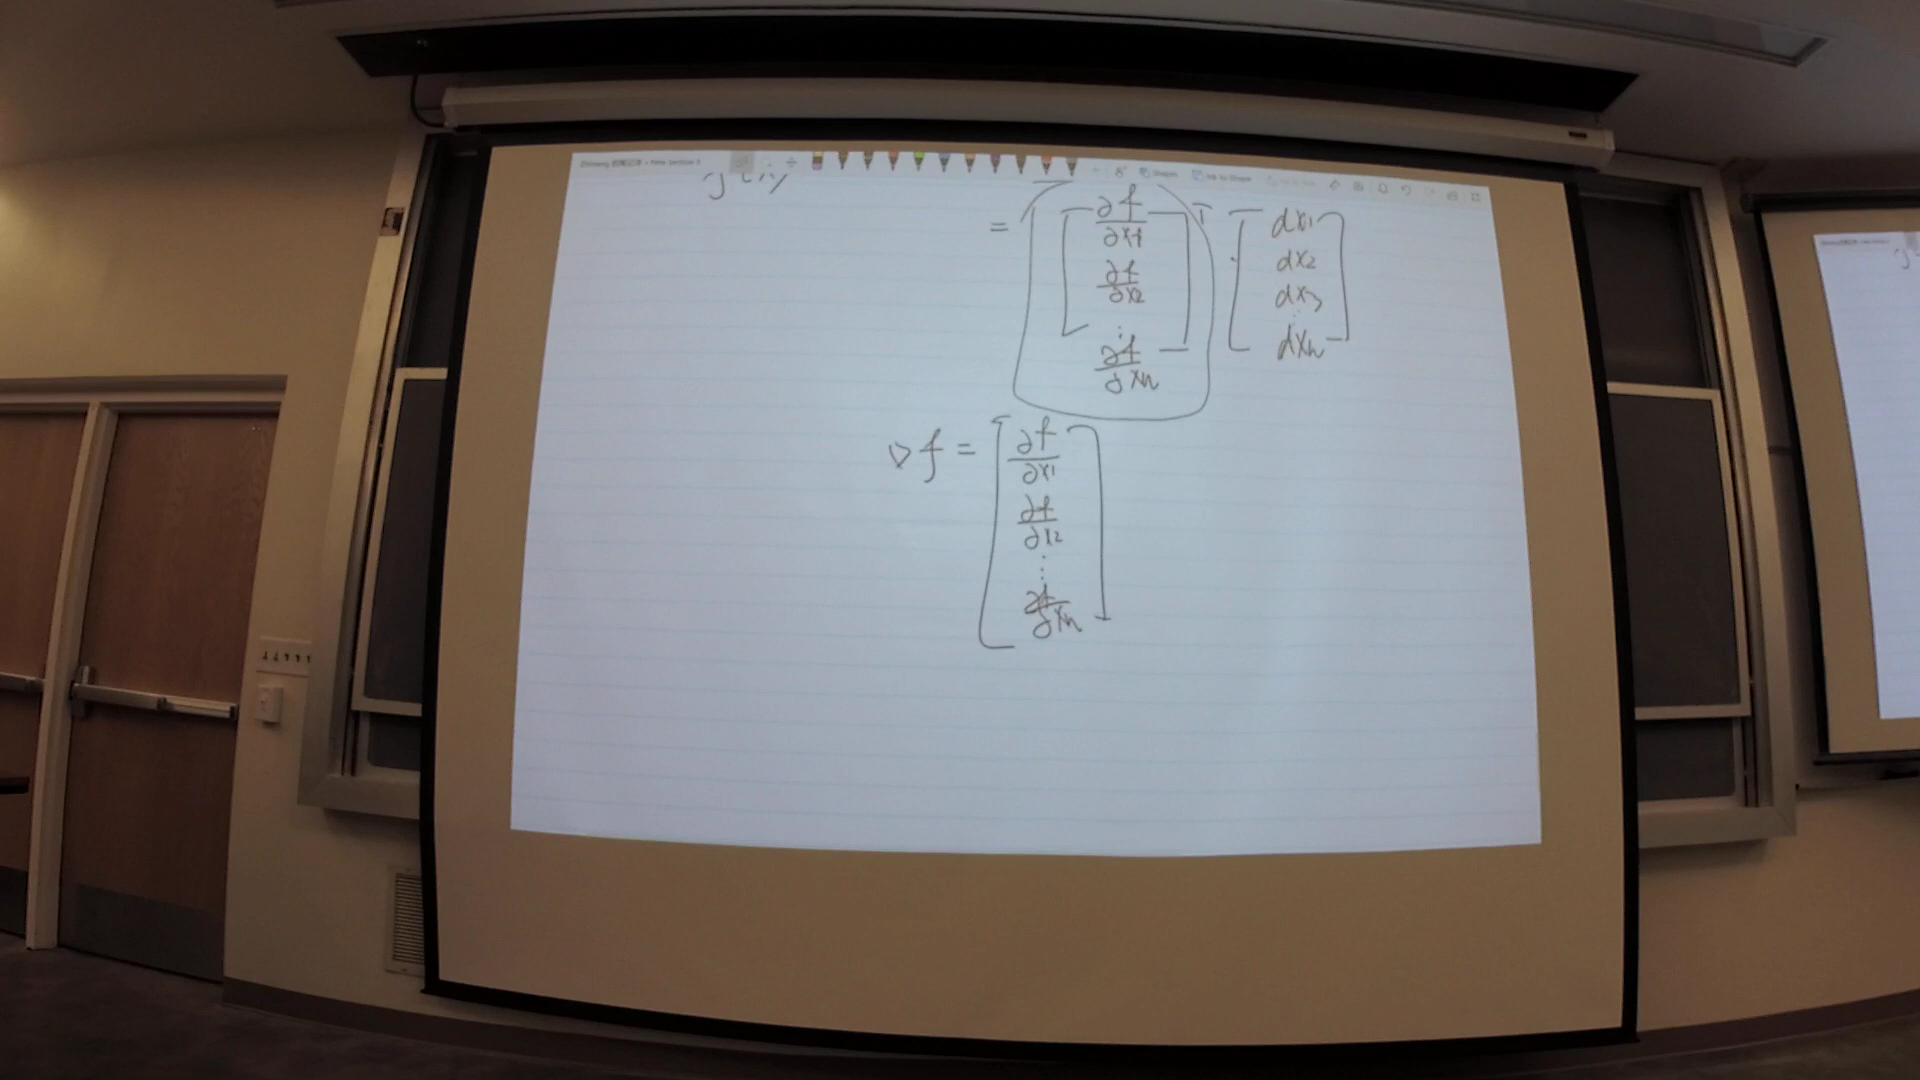 = [ ∂f/∂x1 ]T · [ dx1 ]
[ ∂f/∂x2 ] [ dx2 ]
[ dx3 ]
[ ⋮ ] [ ⋮ ]
[ ∂f/∂xn ] [ dxn ]
∇f = [ ∂f/∂x1 ]
[ ∂f/∂x2 ]
[ ⋮ ]
[ ∂f/∂xn ]